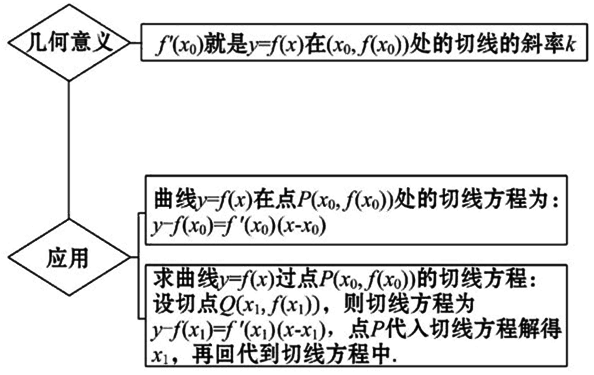 几何意义
f′(x₀)就是y=f(x)在(x₀, f(x₀))处的切线的斜率k
曲线y=f(x)在点P(x₀, f(x₀))处的切线方程为：
y-f(x₀)=f ′(x₀)(x-x₀)
应用
求曲线y=f(x)过点P(x₀, f(x₀))的切线方程：
设切点Q(x₁, f(x₁))，则切线方程为
y-f(x₁)=f ′(x₁)(x-x₁)，点P代入切线方程解得
x₁，再回代到切线方程中.